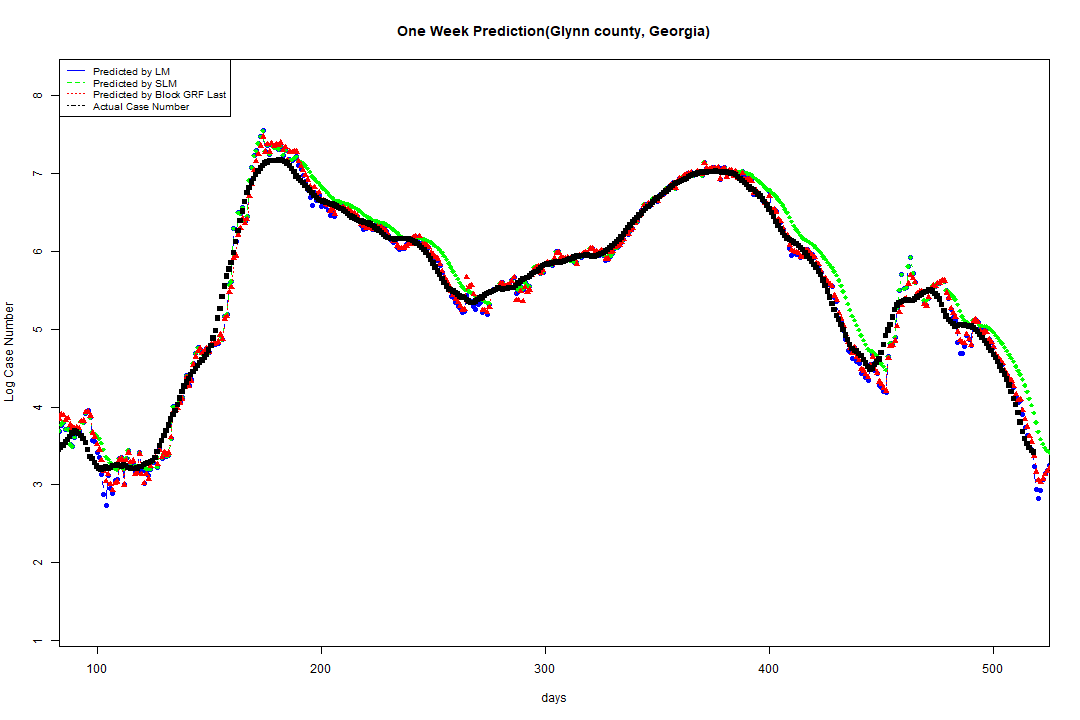 One Week Prediction(Glynn county, Georgia)
Predicted by LM
Predicted by SLM
Predicted by Block GRF Last
Actual Case Number
8
7
6
5
4
3
2
1
Log Case Number
100 200 300 400 500
days